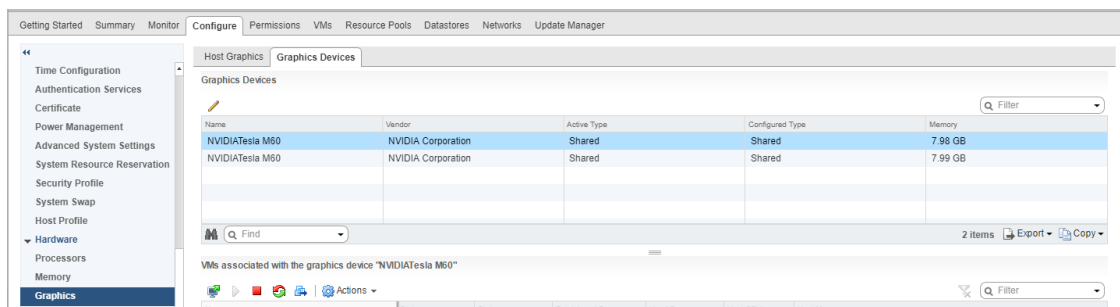 Getting Started Summary Monitor Configure Permissions VMs Resource Pools Datastores Networks Update Manager
Time Configuration
Authentication Services
Certificate
Power Management
Advanced System Settings
System Resource Reservation
Security Profile
System Swap
Host Profile
Hardware
Processors
Memory
Graphics
Host Graphics Graphics Devices
Graphics Devices
Filter
Name Vendor Active Type Configured Type Memory
NVIDIATesla M60 NVIDIA Corporation Shared Shared 7.98 GB
NVIDIATesla M60 NVIDIA Corporation Shared Shared 7.99 GB
Find 2 items Export Copy
VMs associated with the graphics device "NVIDIATesla M60"
Actions Filter